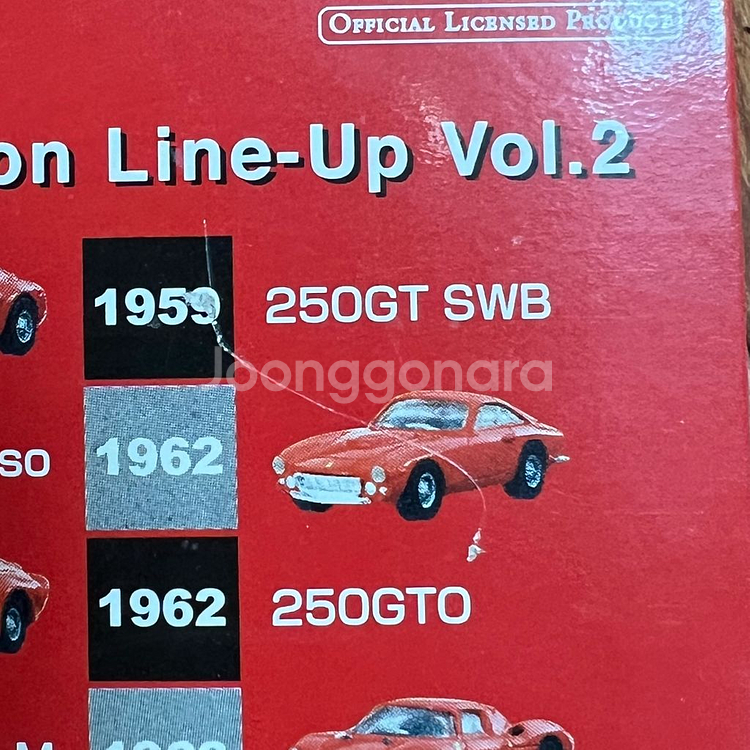 OFFICIAL LICENSED PRODUCT
on Line-Up Vol.2
1959 250GT SWB
Joonggonara
so 1962
1962 250GTO
M